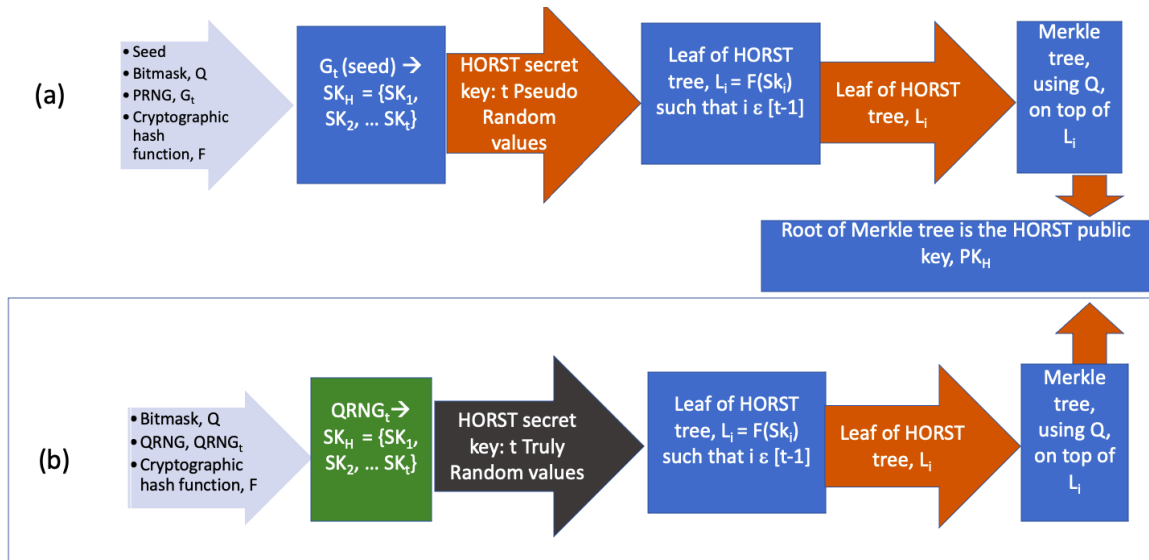 (a)
• Seed
• Bitmask, Q
• PRNG, Gt
• Cryptographic
hash
function, F
Gt (seed) →
SKH = {SK1,
SK2, ... SKt}
HORST secret
key: t Pseudo
Random
values
Leaf of HORST
tree, Li = F(Ski)
such that i ε [t-1]
Leaf of HORST
tree, Li
Merkle
tree,
using Q,
on top of
Li
Root of Merkle tree is the HORST public
key, PKH
(b)
• Bitmask, Q
• QRNG, QRNGt
• Cryptographic
hash function, F
QRNGt →
SKH = {SK1,
SK2, ... SKt}
HORST secret
key: t Truly
Random values
Leaf of HORST
tree, Li = F(Ski)
such that i ε [t-1]
Leaf of HORST
tree, Li
Merkle
tree,
using Q,
on top of
Li